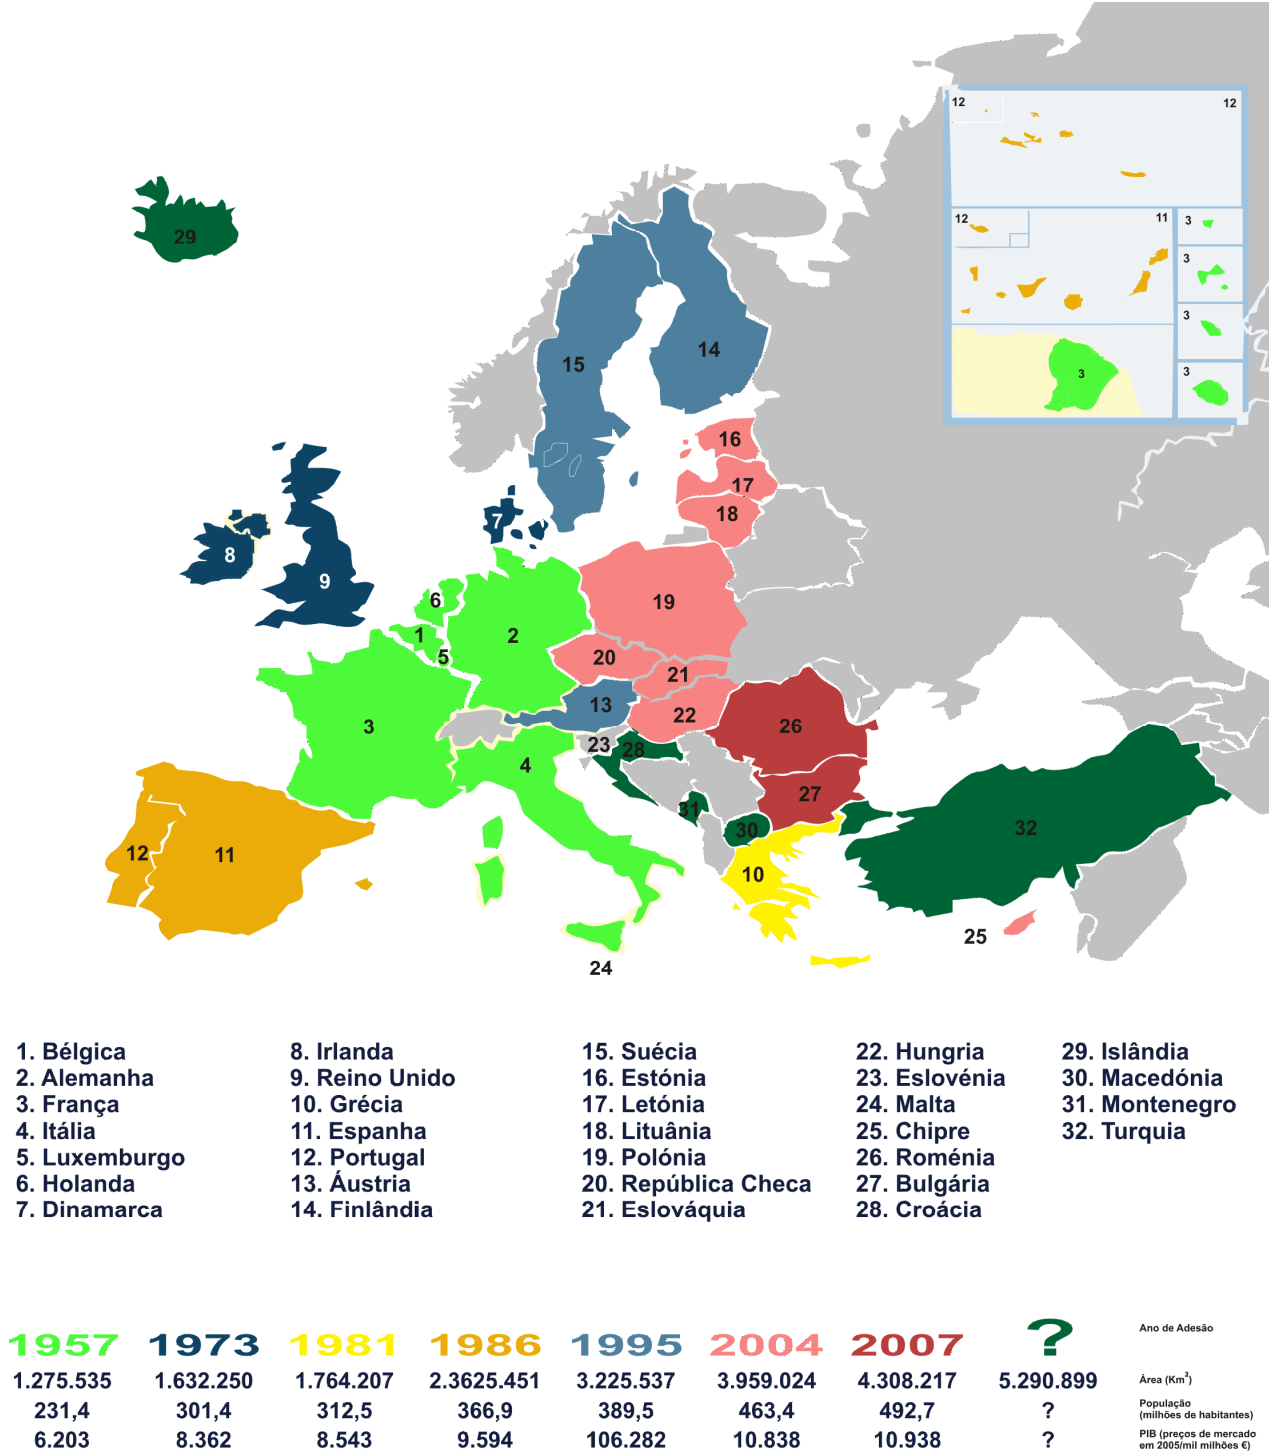 12
12
12
11
3
3
3
3
3
29
15
14
16
17
18
7
8
9
6
1
5
2
19
20
21
13
22
3
23
28
4
26
27
31
30
32
12
11
10
25
24
1. Bélgica
2. Alemanha
3. França
4. Itália
5. Luxemburgo
6. Holanda
7. Dinamarca
8. Irlanda
9. Reino Unido
10. Grécia
11. Espanha
12. Portugal
13. Áustria
14. Finlândia
15. Suécia
16. Estónia
17. Letónia
18. Lituânia
19. Polónia
20. República Checa
21. Eslováquia
22. Hungria
23. Eslovénia
24. Malta
25. Chipre
26. Roménia
27. Bulgária
28. Croácia
29. Islândia
30. Macedónia
31. Montenegro
32. Turquia
1957 1973 1981 1986 1995 2004 2007 ? Ano de Adesão
1.275.535 1.632.250 1.764.207 2.3625.451 3.225.537 3.959.024 4.308.217 5.290.899 Área (Km²)
231,4 301,4 312,5 366,9 389,5 463,4 492,7 ? População
(milhões de habitantes)
6.203 8.362 8.543 9.594 106.282 10.838 10.938 ? PIB (preços de mercado
em 2005/mil milhões €)